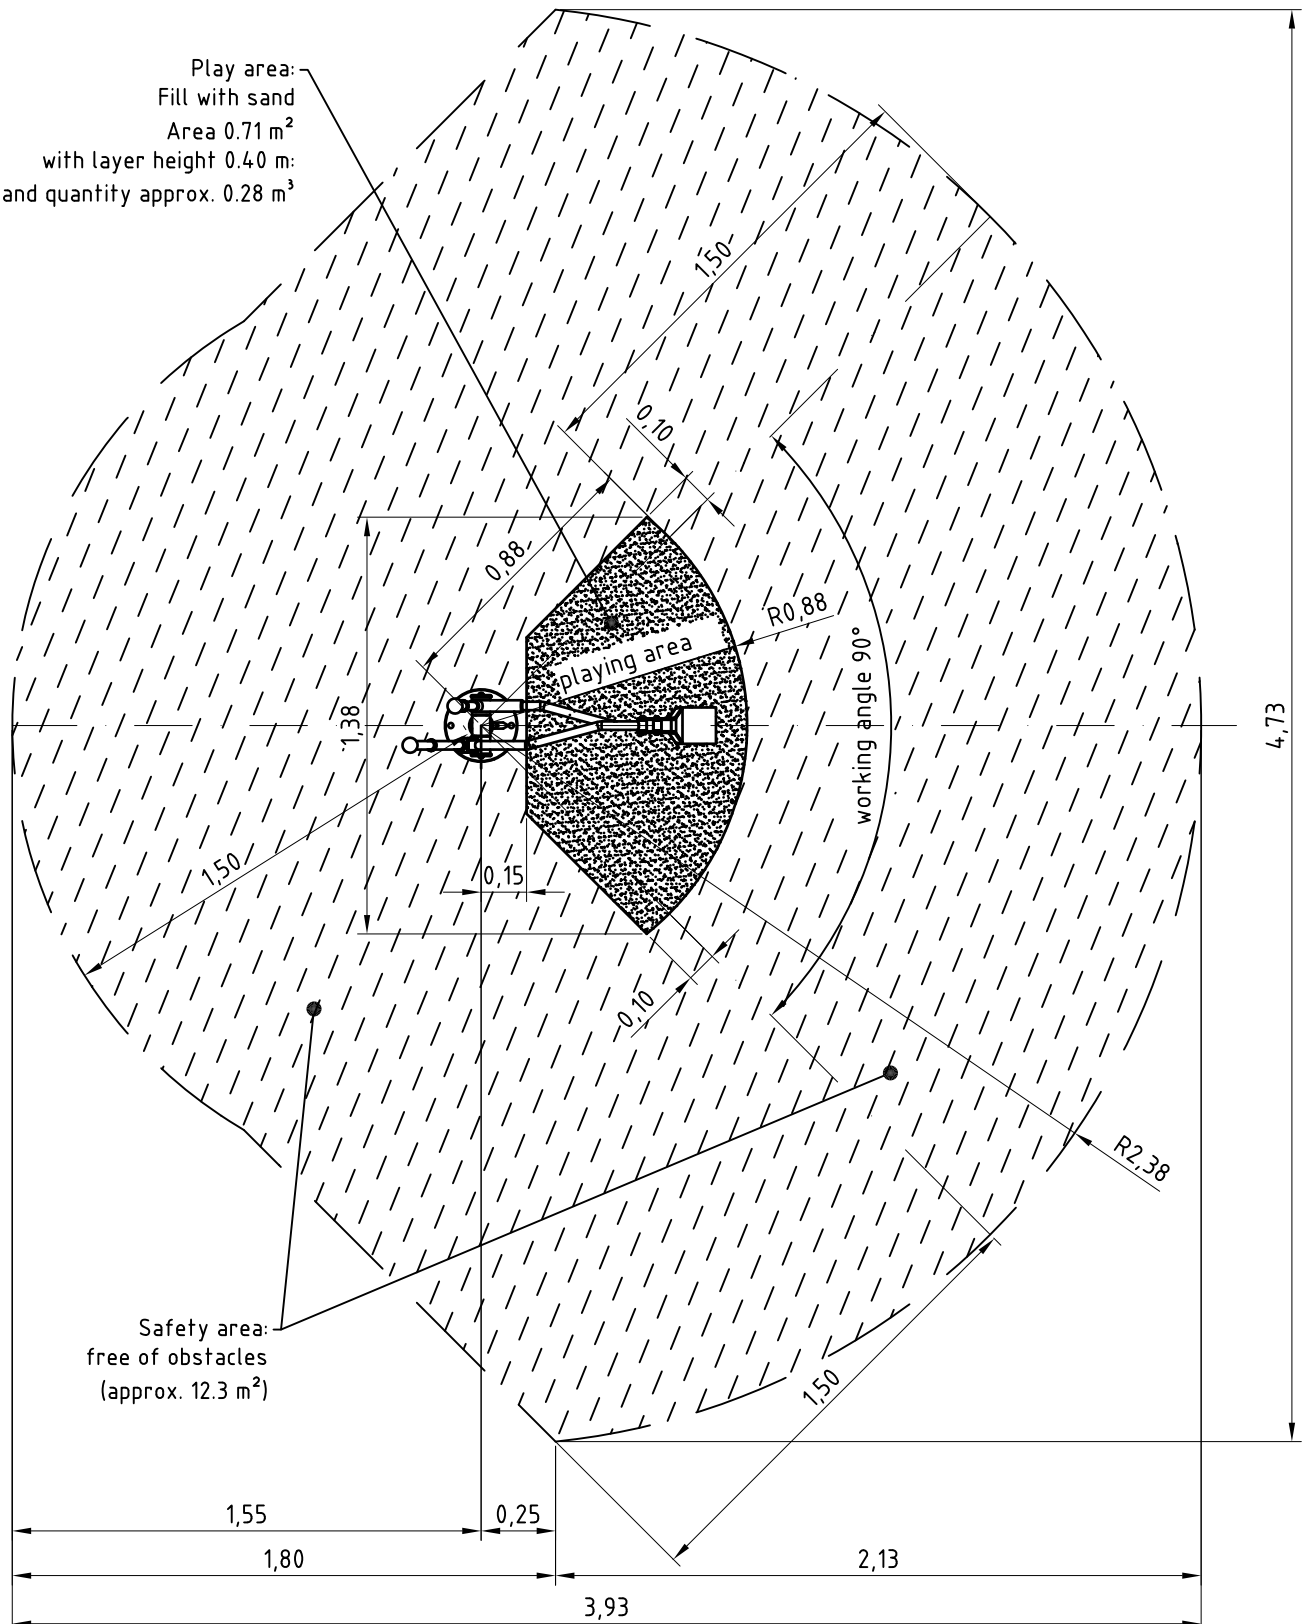 Play area:
Fill with sand
Area 0.71 m²
with layer height 0.40 m:
and quantity approx. 0.28 m³
1,50
0,10
0,88
R0,88
playing area
working angle 90°
1,38
4,73
1,50
0,15
0,10
R2,38
Safety area:
free of obstacles
(approx. 12.3 m²)
1,50
1,55
0,25
1,80
2,13
3,93